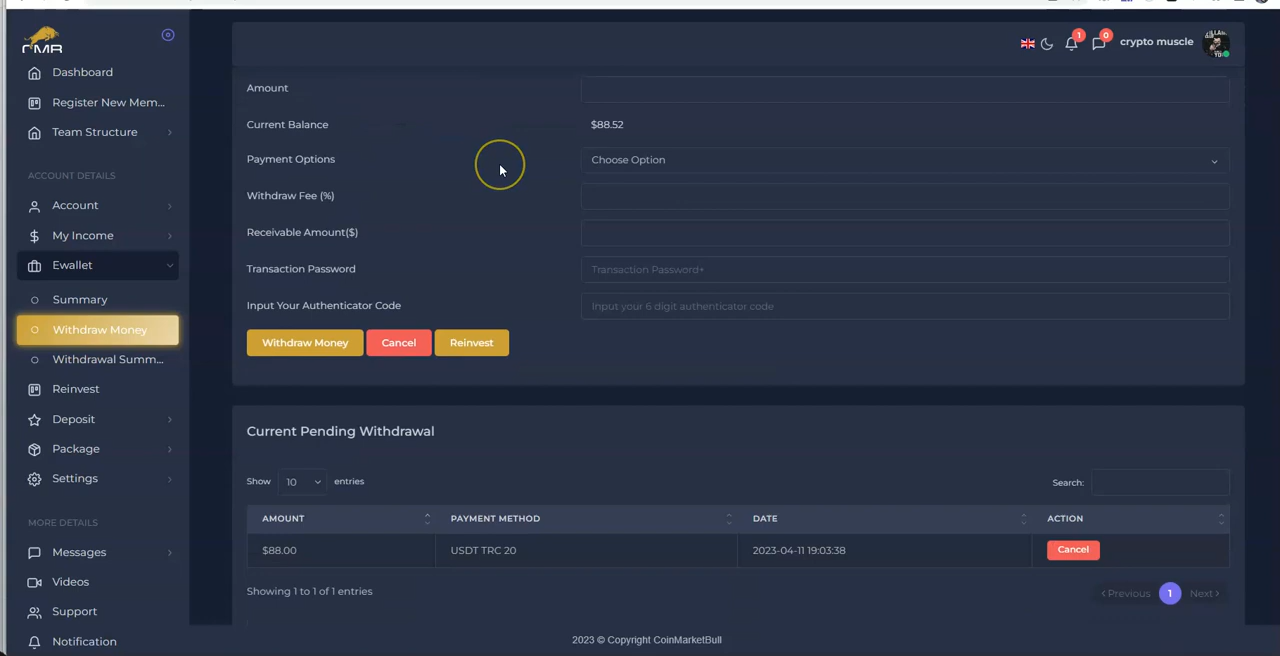 CMB
1
0
crypto muscle
Dashboard
Register New Mem...
Team Structure
ACCOUNT DETAILS
Account
My Income
Ewallet
Summary
Withdraw Money
Withdrawal Summ...
Reinvest
Deposit
Package
Settings
MORE DETAILS
Messages
Videos
Support
Notification
Amount
Current Balance $88.52
Payment Options Choose Option
Withdraw Fee (%)
Receivable Amount($)
Transaction Password Transaction Password*
Input Your Authenticator Code Input your 6 digit authenticator code
Withdraw Money Cancel Reinvest
Current Pending Withdrawal
Show 10 entries Search:
AMOUNT PAYMENT METHOD DATE ACTION
$88.00 USDT TRC 20 2023-04-11 19:03:38 Cancel
Showing 1 to 1 of 1 entries
Previous 1 Next
2023 © Copyright CoinMarketBull